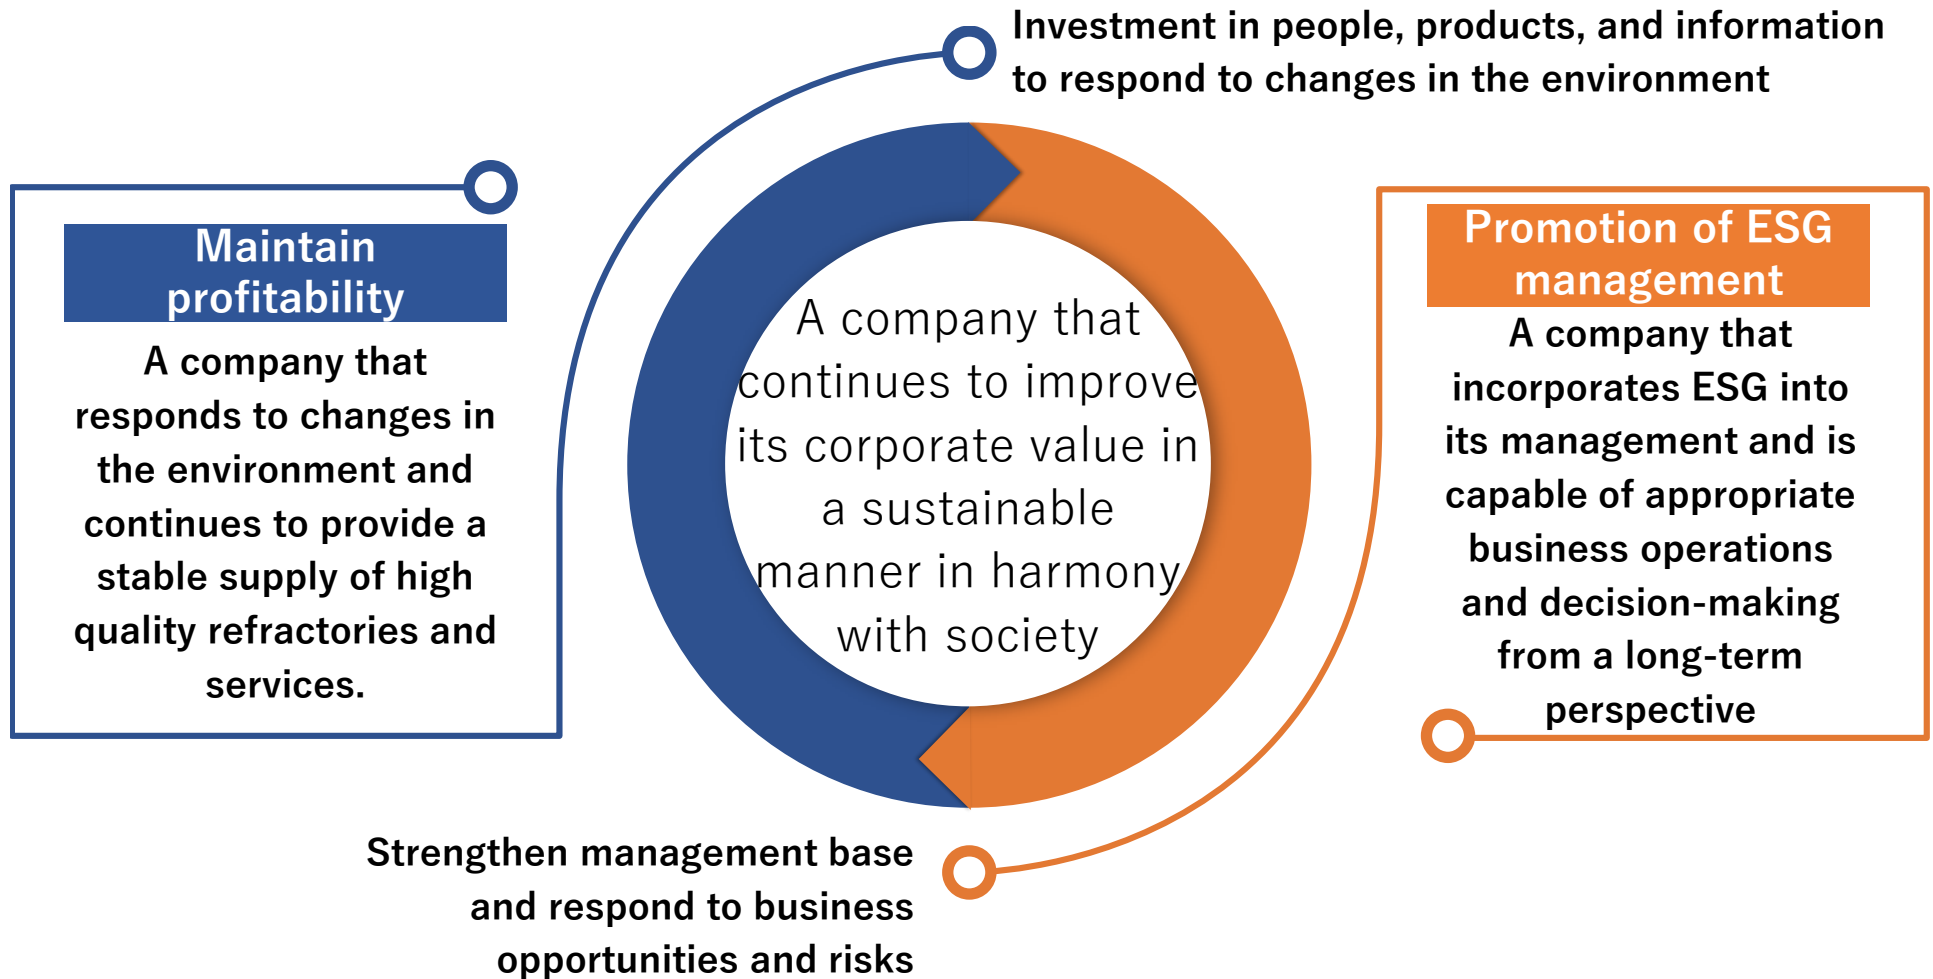 Investment in people, products, and information
to respond to changes in the environment
Maintain
profitability
A company that
responds to changes in
the environment and
continues to provide a
stable supply of high
quality refractories and
services.
A company that
continues to improve
its corporate value in
a sustainable
manner in harmony
with society
Promotion of ESG
management
A company that
incorporates ESG into
its management and is
capable of appropriate
business operations
and decision-making
from a long-term
perspective
Strengthen management base
and respond to business
opportunities and risks